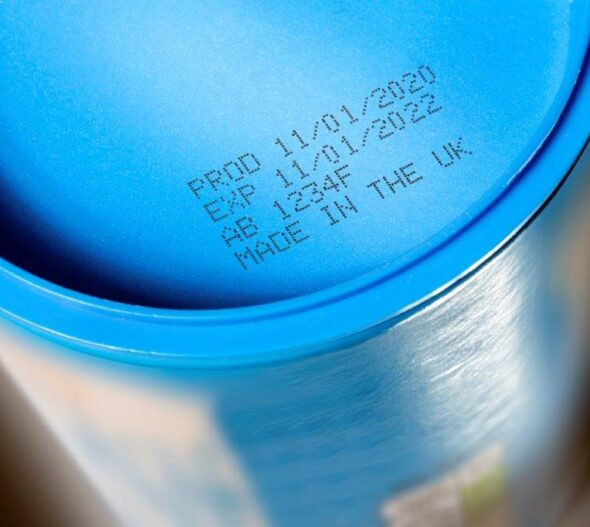 PROD 11/01/2020
EXP 11/01/2022
AB 1234F
MADE IN THE UK